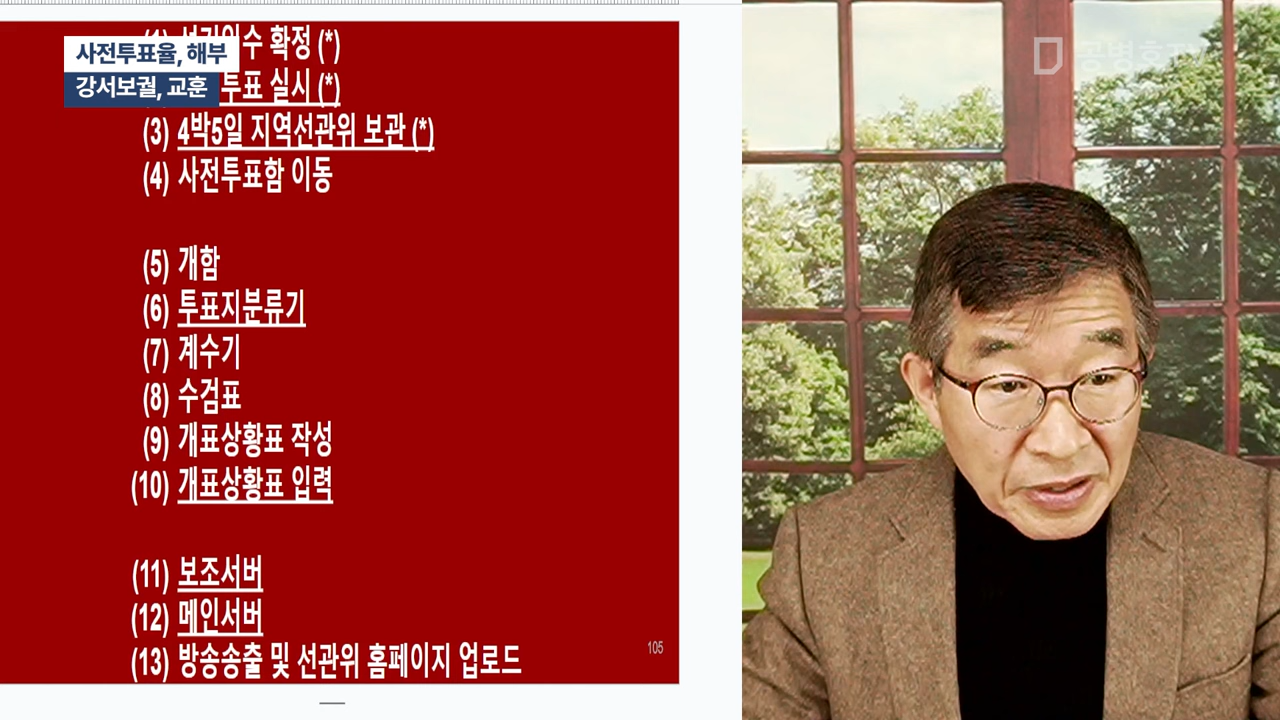 사전투표율, 해부
강서보궐, 교훈
확정 (*)
투표 실시 (*)
(3) 4박5일 지역선관위 보관 (*)
(4) 사전투표함 이동
(5) 개함
(6) 투표지분류기
(7) 계수기
(8) 수검표
(9) 개표상황표 작성
(10) 개표상황표 입력
(11) 보조서버
(12) 메인서버
(13) 방송송출 및 선관위 홈페이지 업로드
105
공병호TV